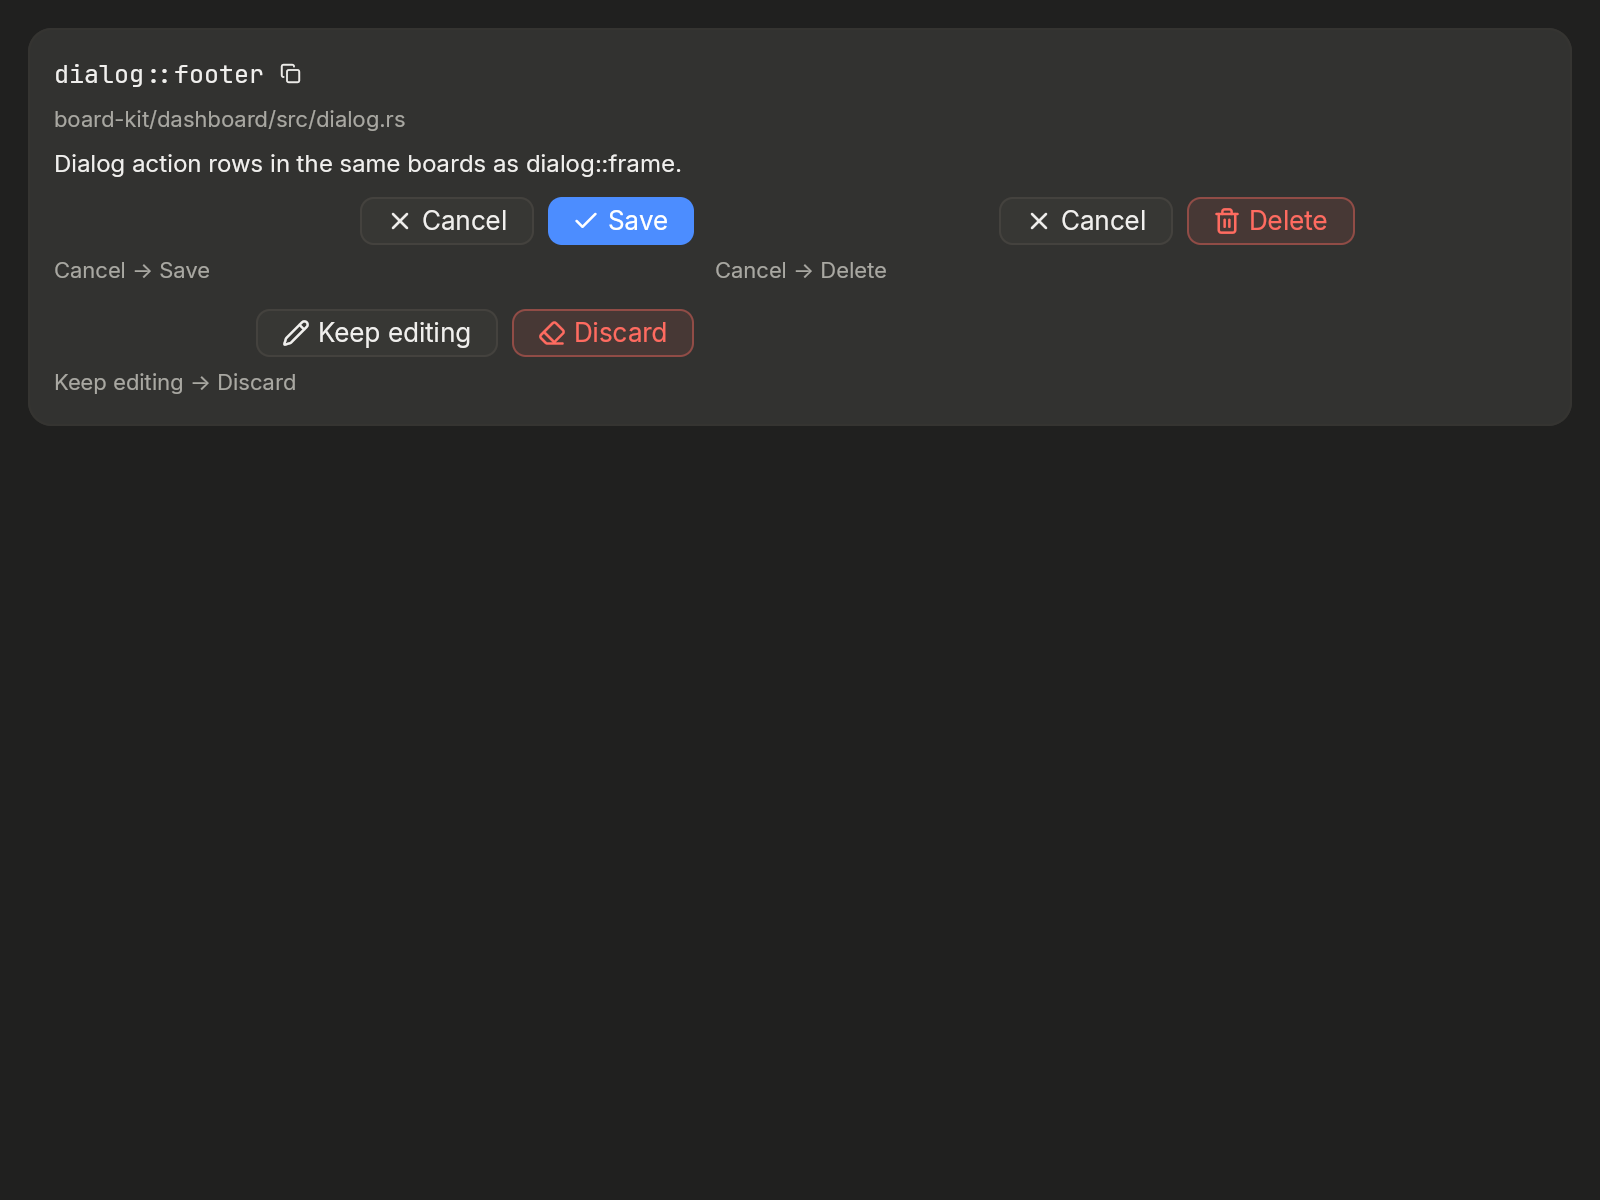 dialog::footer
board-kit/dashboard/src/dialog.rs
Dialog action rows in the same boards as dialog::frame.
Cancel Save Cancel Delete
Cancel → Save Cancel → Delete
Keep editing Discard
Keep editing → Discard